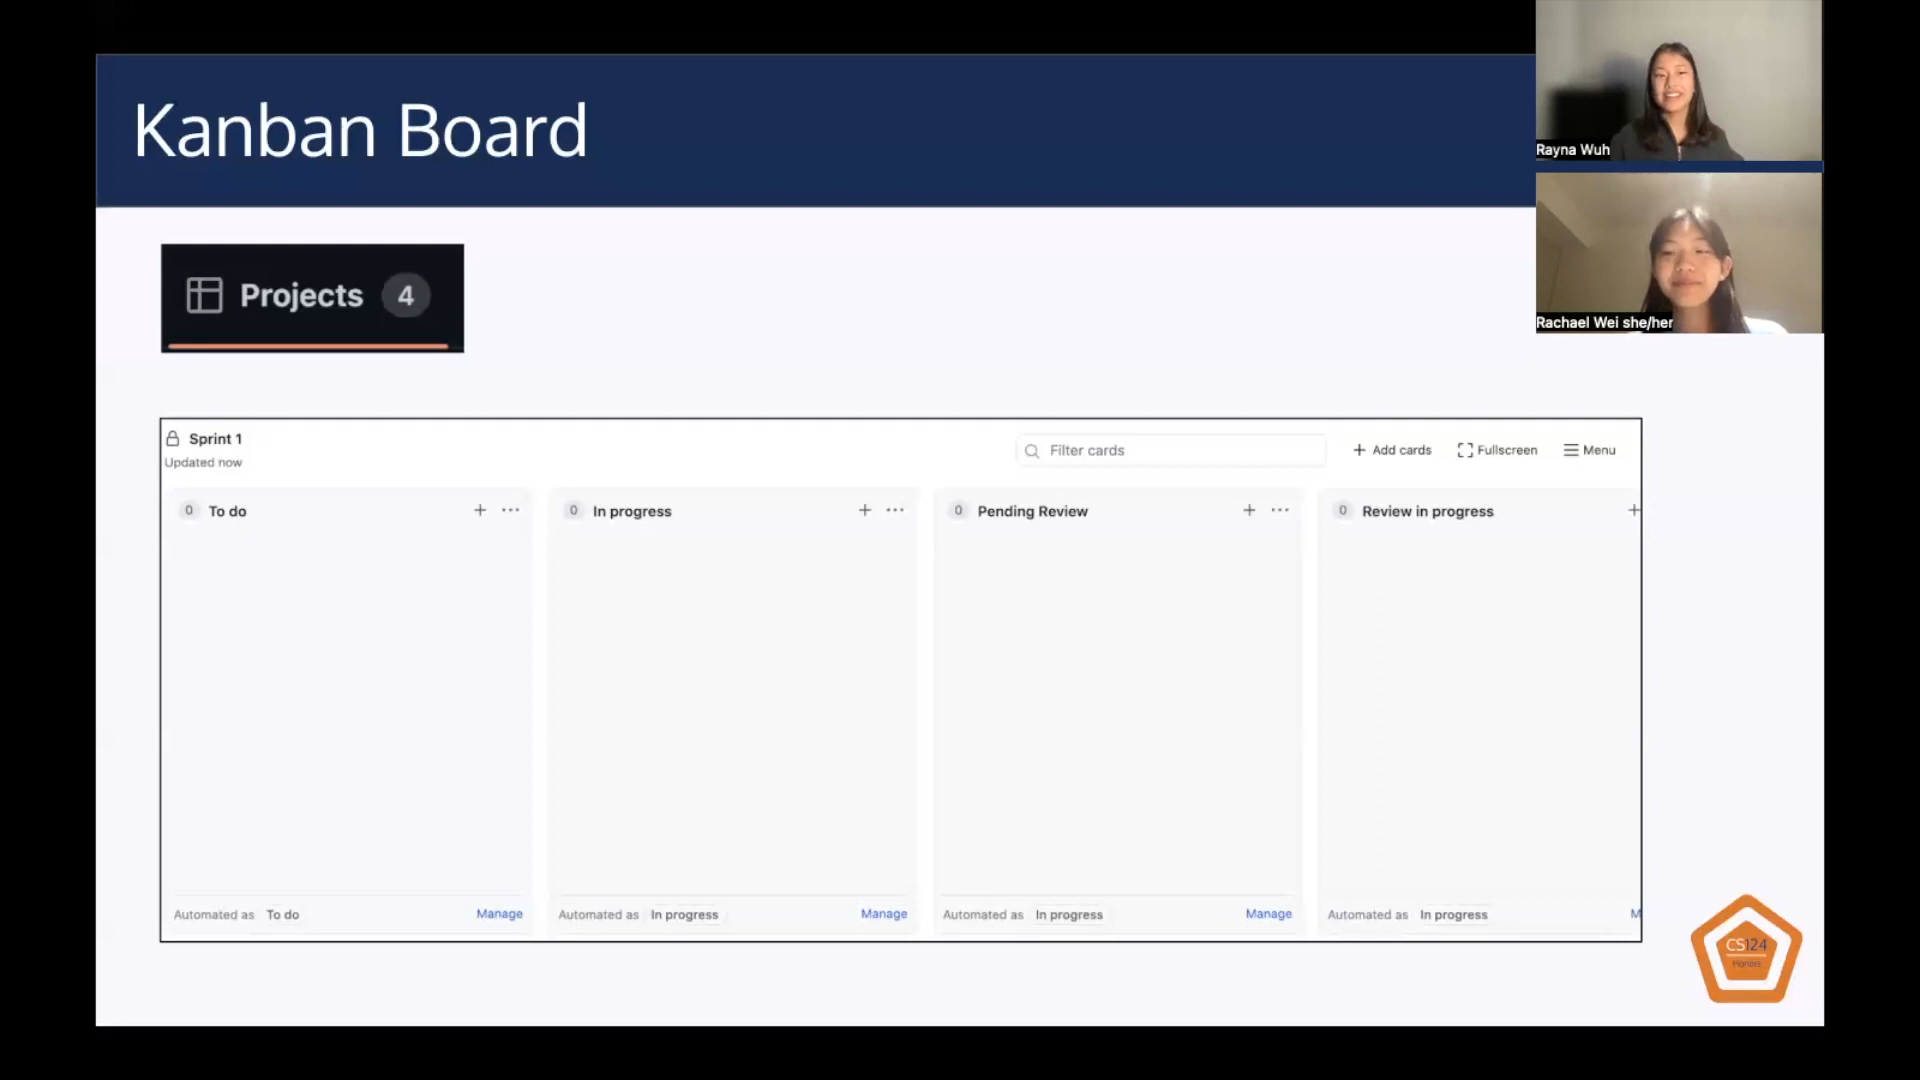 Kanban Board
Rayna Wuh
Rachael Wei she/her
Projects 4
Sprint 1
Updated now
Filter cards
Add cards
Fullscreen
Menu
0 To do
0 In progress
0 Pending Review
0 Review in progress
Automated as To do Manage
Automated as In progress Manage
Automated as In progress Manage
Automated as In progress M
CS124
Honors